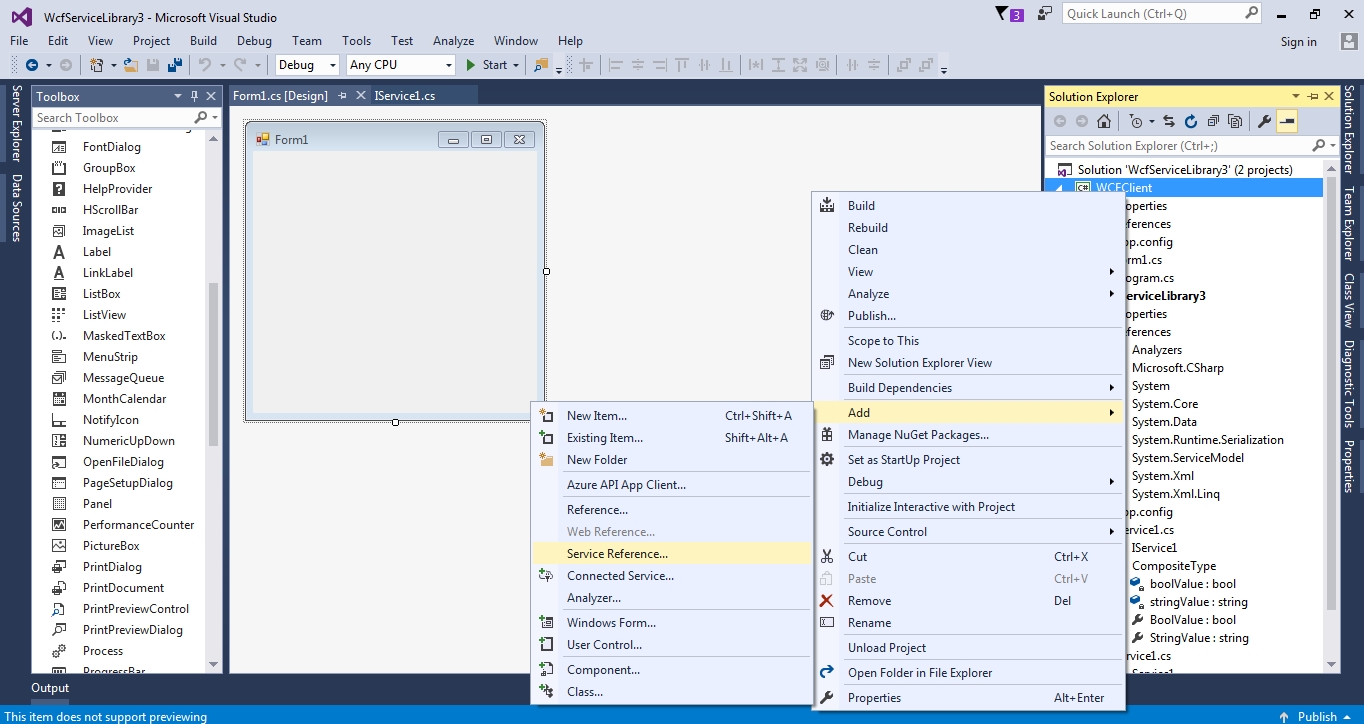 WcfServiceLibrary3 - Microsoft Visual Studio
3
Quick Launch (Ctrl+Q)
File Edit View Project Build Debug Team Tools Test Analyze Window Help
Sign in
Debug Any CPU Start
Server Explorer
Data Sources
Toolbox
Search Toolbox
FontDialog
GroupBox
HelpProvider
HScrollBar
ImageList
Label
LinkLabel
ListBox
ListView
MaskedTextBox
MenuStrip
MessageQueue
MonthCalendar
NotifyIcon
NumericUpDown
OpenFileDialog
PageSetupDialog
Panel
PerformanceCounter
PictureBox
PrintDialog
PrintDocument
PrintPreviewControl
PrintPreviewDialog
Process
ProgressBar
Form1.cs [Design] IService1.cs
Form1
New Item... Ctrl+Shift+A
Existing Item... Shift+Alt+A
New Folder
Azure API App Client...
Reference...
Web Reference...
Service Reference...
Connected Service...
Analyzer...
Windows Form...
User Control...
Component...
Class...
Build
Rebuild
Clean
View
Analyze
Publish...
Scope to This
New Solution Explorer View
Build Dependencies
Add
Manage NuGet Packages...
Set as StartUp Project
Debug
Initialize Interactive with Project
Source Control
Cut Ctrl+X
Paste Ctrl+V
Remove Del
Rename
Unload Project
Open Folder in File Explorer
Properties Alt+Enter
Solution Explorer
Search Solution Explorer (Ctrl+;)
Solution 'WcfServiceLibrary3' (2 projects)
C# WCFClient
operties
ferences
pp.config
orm1.cs
ogram.cs
erviceLibrary3
operties
ferences
Analyzers
Microsoft.CSharp
System
System.Core
System.Data
System.Runtime.Serialization
System.ServiceModel
System.Xml
System.Xml.Linq
pp.config
ervice1.cs
IService1
CompositeType
boolValue : bool
stringValue : string
BoolValue : bool
StringValue : string
rvice1.cs
Service1
Solution Explorer
Team Explorer
Class View
Diagnostic Tools
Properties
Output
This item does not support previewing
Publish